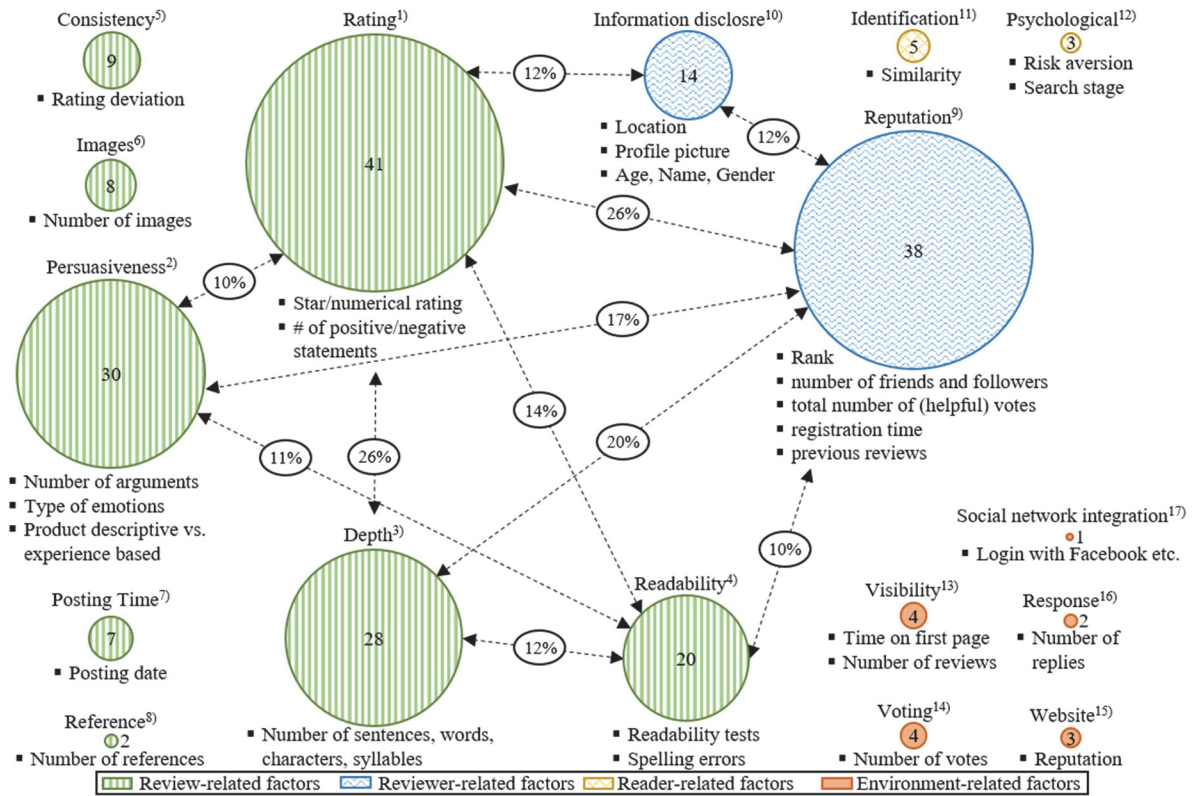 Consistency5)
9
▪ Rating deviation
Images6)
8
▪ Number of images
Persuasiveness2)
30
▪ Number of arguments
▪ Type of emotions
▪ Product descriptive vs.
experience based
Posting Time7)
7
▪ Posting date
Reference8)
2
▪ Number of references
Rating1)
41
▪ Star/numerical rating
▪ # of positive/negative
statements
10%
11%
26%
Depth3)
28
▪ Number of sentences, words,
characters, syllables
12%
26%
17%
14%
20%
12%
Readability4)
20
▪ Readability tests
▪ Spelling errors
Information disclosre10)
14
▪ Location
▪ Profile picture
▪ Age, Name, Gender
12%
Reputation9)
38
▪ Rank
▪ number of friends and followers
▪ total number of (helpful) votes
▪ registration time
▪ previous reviews
10%
Identification11)
5
▪ Similarity
Psychological12)
3
▪ Risk aversion
▪ Search stage
Social network integration17)
1
▪ Login with Facebook etc.
Visibility13)
4
▪ Time on first page
▪ Number of reviews
Response16)
2
▪ Number of
replies
Voting14)
4
▪ Number of votes
Website15)
3
▪ Reputation
Review-related factors
Reviewer-related factors
Reader-related factors
Environment-related factors